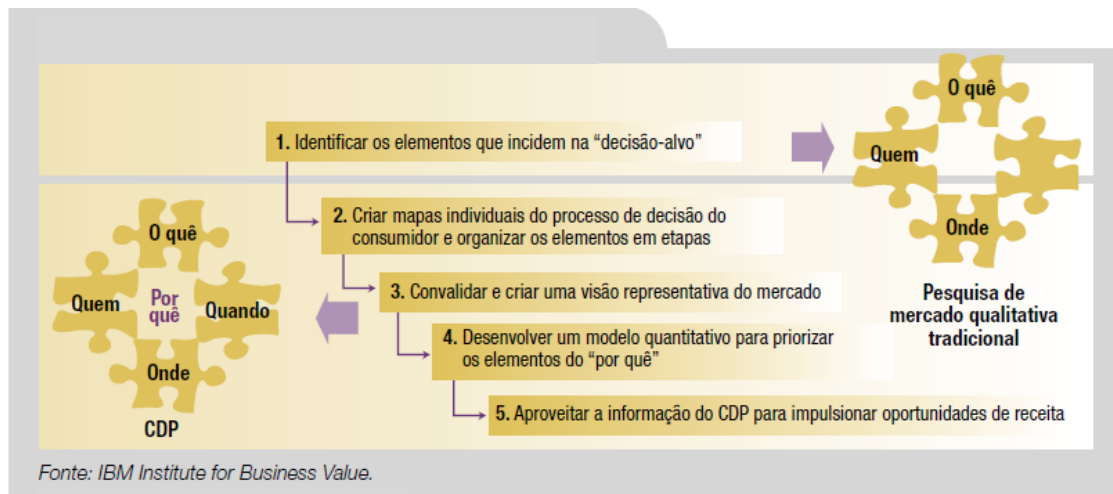 1. Identificar os elementos que incidem na “decisão-alvo”
O quê
Quem
Onde
Pesquisa de
mercado qualitativa
tradicional
2. Criar mapas individuais do processo de decisão do
consumidor e organizar os elementos em etapas
3. Convalidar e criar uma visão representativa do mercado
4. Desenvolver um modelo quantitativo para priorizar
os elementos do “por quê”
5. Aproveitar a informação do CDP para impulsionar oportunidades de receita
O quê
Quem
Por
quê
Quando
Onde
CDP
Fonte: IBM Institute for Business Value.